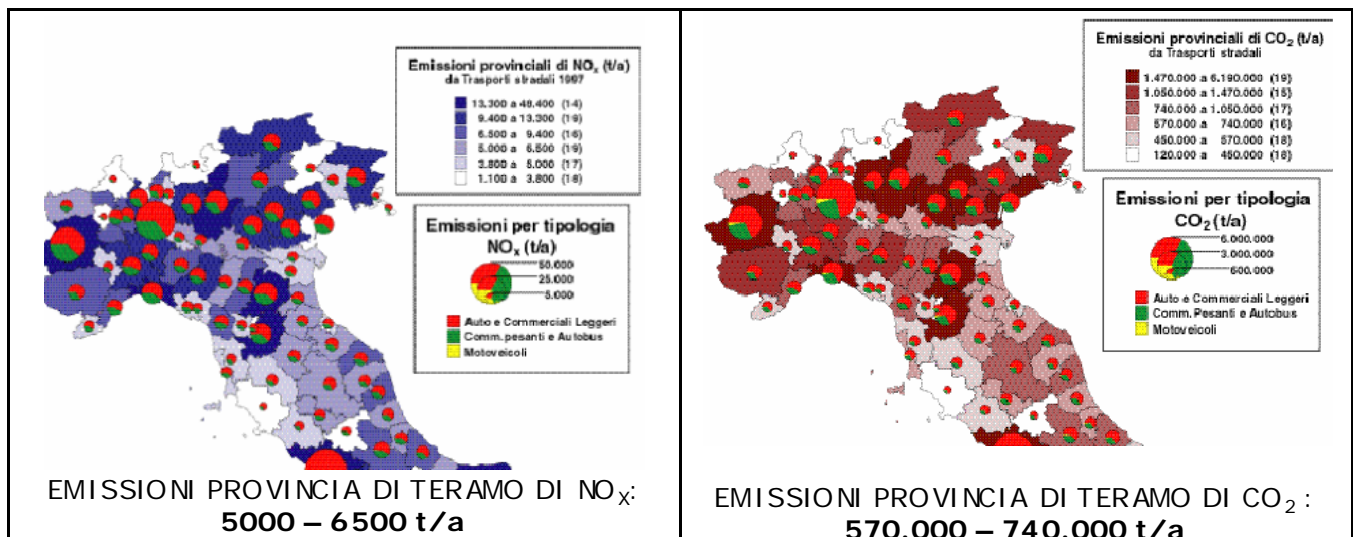 Emissioni provinciali di NOx (t/a)
da Trasporti stradali 1997
13.300 a 48.400 (14)
9.400 a 13.300 (19)
6.500 a 9.400 (16)
5.000 a 6.500 (19)
3.800 a 5.000 (17)
1.100 a 3.800 (18)
Emissioni per tipologia
NOx (t/a)
50.000
25.000
5.000
Auto e Commerciali Leggeri
Comm. pesanti e Autobus
Motoveicoli
EMISSIONI PROVINCIA DI TERAMO DI NOX:
5000 – 6500 t/a
Emissioni provinciali di CO2 (t/a)
da Trasporti stradali
1.470.000 a 6.190.000 (19)
1.050.000 a 1.470.000 (15)
740.000 a 1.050.000 (17)
570.000 a 740.000 (16)
450.000 a 570.000 (18)
120.000 a 450.000 (18)
Emissioni per tipologia
CO2 (t/a)
6.000.000
3.000.000
600.000
Auto e Commerciali Leggeri
Comm. Pesanti e Autobus
Motoveicoli
EMISSIONI PROVINCIA DI TERAMO DI CO2 :
570.000 – 740.000 t/a